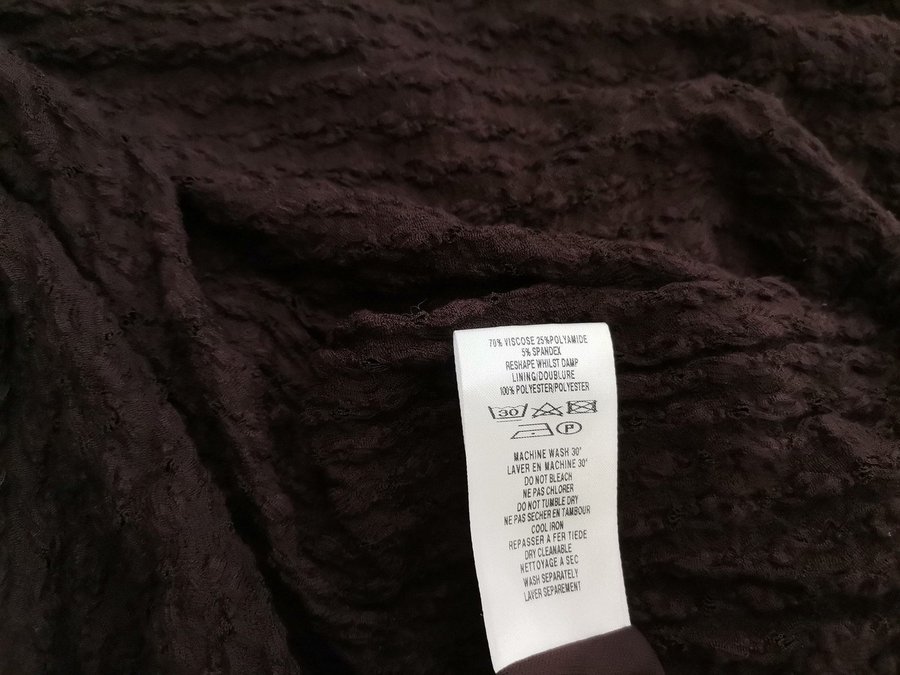 70% VISCOSE 25%POLYAMIDE
5% SPANDEX
RESHAPE WHILST DAMP
LINING/DOUBLURE
100% POLYESTER/POLYESTER
30 P
MACHINE WASH 30°
LAVER EN MACHINE 30°
DO NOT BLEACH
NE PAS CHLORER
DO NOT TUMBLE DRY
NE PAS SECHER EN TAMBOUR
COOL IRON
REPASSER A FER TIEDE
DRY CLEANABLE
NETTOYAGE A SEC
WASH SEPARATELY
LAVER SEPAREMENT